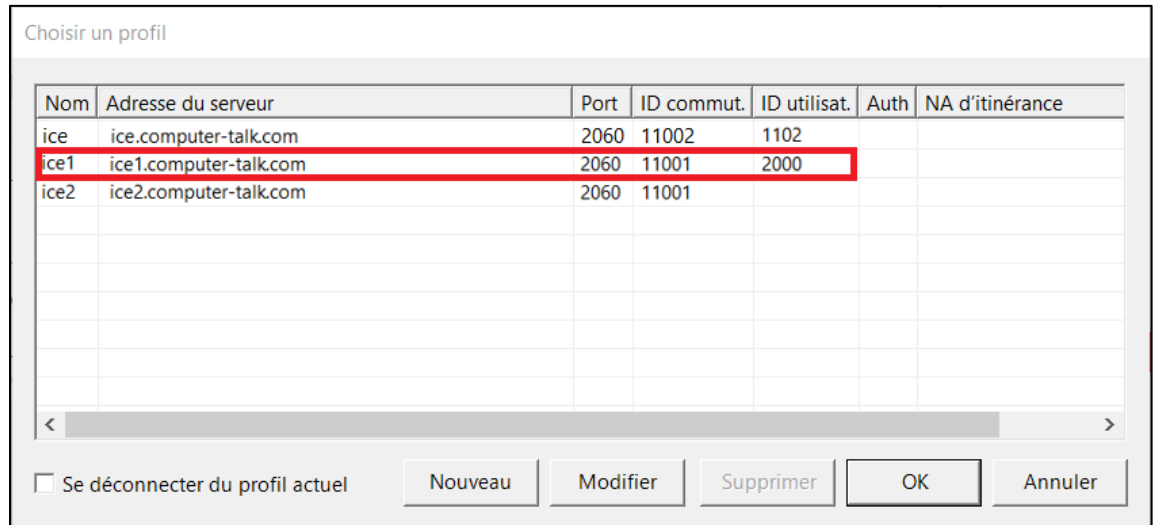 Choisir un profil
Nom Adresse du serveur Port ID commut. ID utilisat. Auth NA d'itinérance
ice ice.computer-talk.com 2060 11002 1102
ice1 ice1.computer-talk.com 2060 11001 2000
ice2 ice2.computer-talk.com 2060 11001
Se déconnecter du profil actuel Nouveau Modifier Supprimer OK Annuler